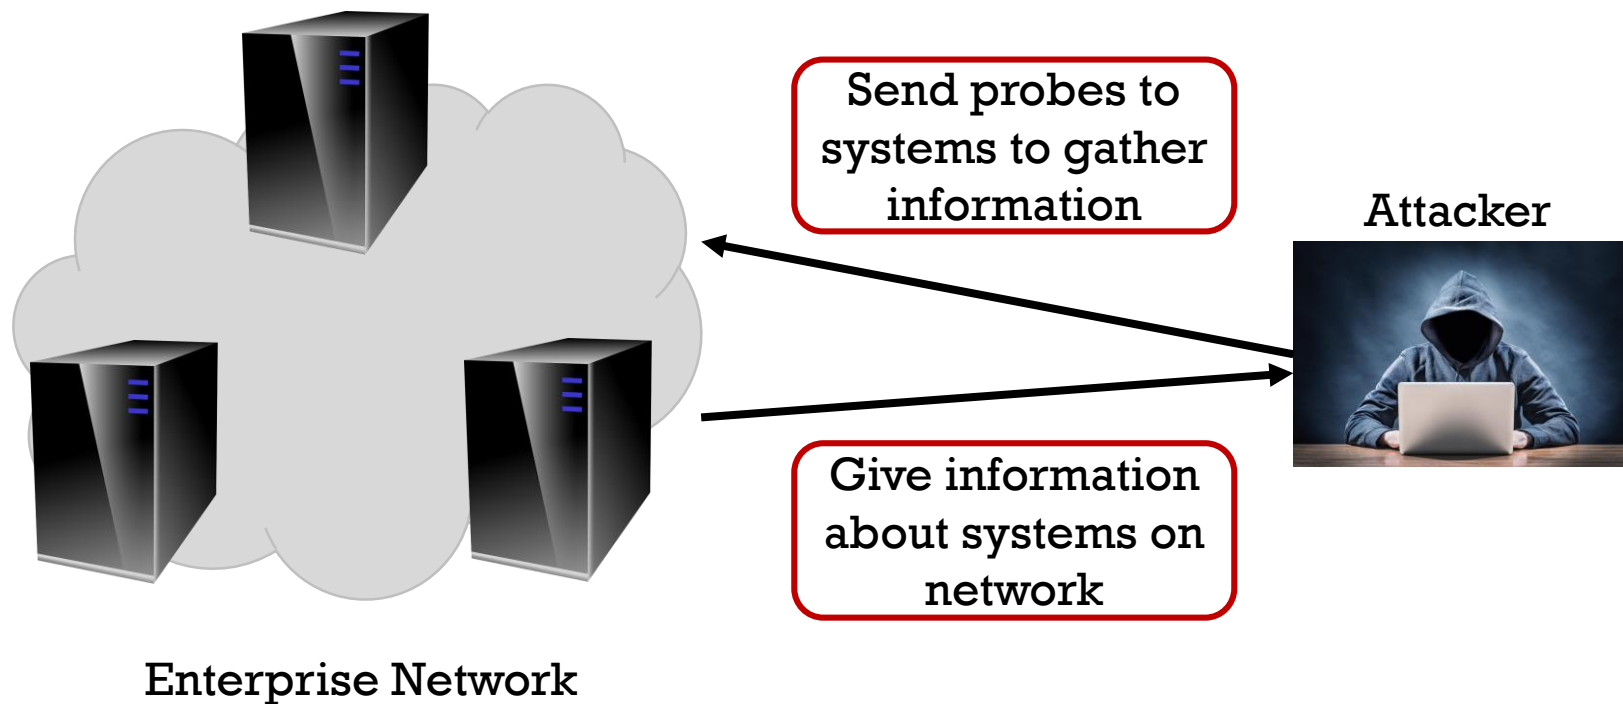 Send probes to
systems to gather
information
Attacker
Give information
about systems on
network
Enterprise Network